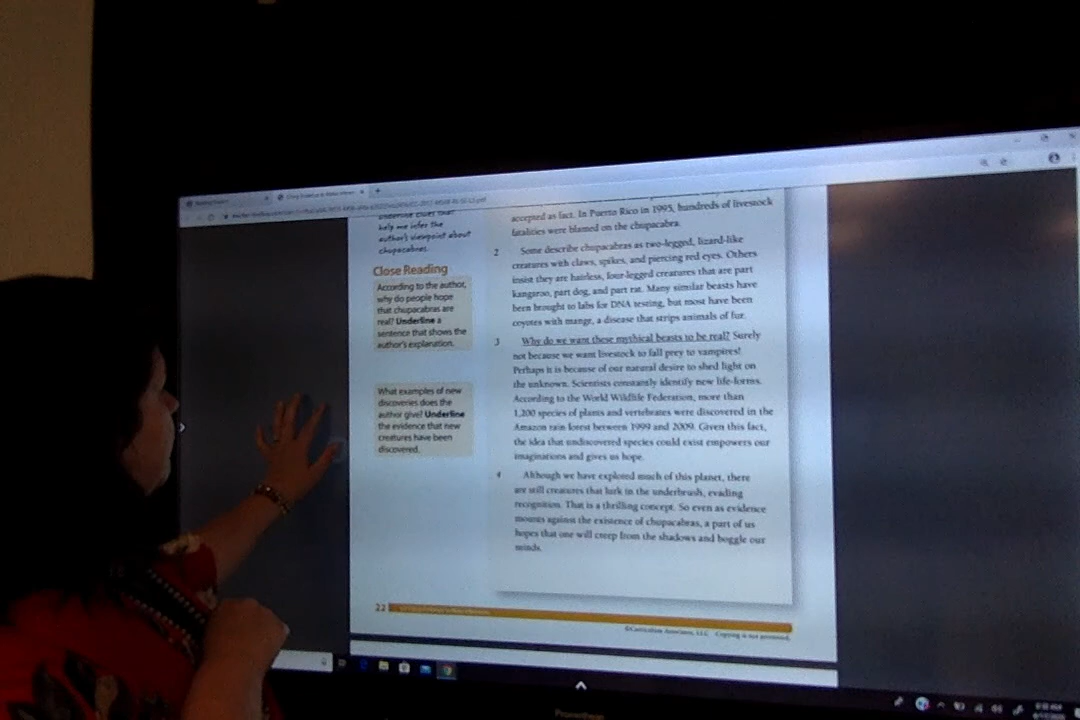 help me infer the
author's viewpoint about
chupacabras.
Close Reading
According to the author,
why do people hope
that chupacabras are
real? Underline a
sentence that shows the
author's explanation.
What examples of new
discoveries does the
author give? Underline
the evidence that new
creatures have been
discovered.
accepted as fact. In Puerto Rico in 1995, hundreds of livestock
fatalities were blamed on the chupacabra.
2 Some describe chupacabras as two-legged, lizard-like
creatures with claws, spikes, and piercing red eyes. Others
insist they are hairless, four-legged creatures that are part
kangaroo, part dog, and part rat. Many similar beasts have
been brought to labs for DNA testing, but most have been
coyotes with mange, a disease that strips animals of fur.
3 Why do we want these mythical beasts to be real? Surely
not because we want livestock to fall prey to vampires!
Perhaps it is because of our natural desire to shed light on
the unknown. Scientists constantly identify new life-forms.
According to the World Wildlife Federation, more than
1,200 species of plants and vertebrates were discovered in the
Amazon rain forest between 1999 and 2009. Given this fact,
the idea that undiscovered species could exist empowers our
imaginations and gives us hope.
4 Although we have explored much of this planet, there
are still creatures that lurk in the underbrush, evading
recognition. That is a thrilling concept. So even as evidence
mounts against the existence of chupacabras, a part of us
hopes that one will creep from the shadows and boggle our
minds.
22
©Curriculum Associates, LLC Copying is not permitted.